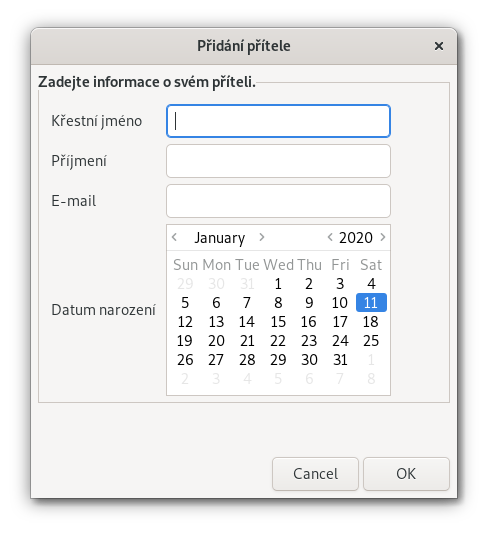 Přidání přítele
Zadejte informace o svém příteli.
Křestní jméno
Příjmení
E-mail
Datum narození
January 2020
Sun Mon Tue Wed Thu Fri Sat
29 30 31 1 2 3 4
5 6 7 8 9 10 11
12 13 14 15 16 17 18
19 20 21 22 23 24 25
26 27 28 29 30 31 1
2 3 4 5 6 7 8
Cancel OK